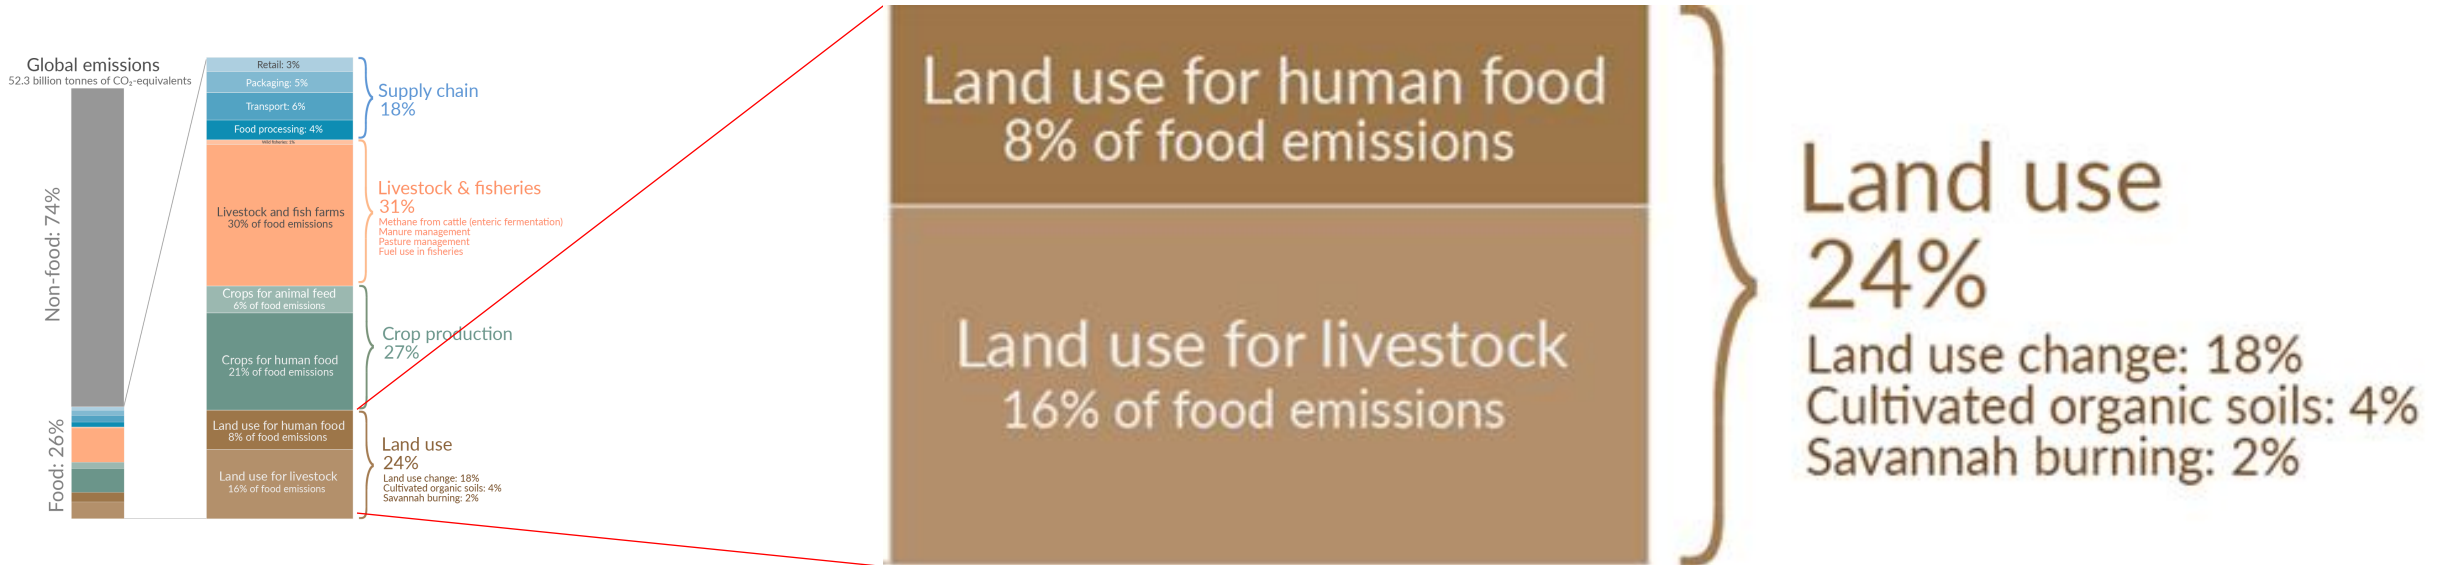 Global emissions
52.3 billion tonnes of CO₂-equivalents
Non-food: 74%
Food: 26%
Retail: 3%
Packaging: 5%
Transport: 6%
Food processing: 4%
Wild fisheries: 1%
Livestock and fish farms
30% of food emissions
Crops for animal feed
6% of food emissions
Crops for human food
21% of food emissions
Land use for human food
8% of food emissions
Land use for livestock
16% of food emissions
Supply chain
18%
Livestock & fisheries
31%
Methane from cattle (enteric fermentation)
Manure management
Pasture management
Fuel use in fisheries
Crop production
27%
Land use
24%
Land use change: 18%
Cultivated organic soils: 4%
Savannah burning: 2%
Land use for human food
8% of food emissions
Land use for livestock
16% of food emissions
Land use
24%
Land use change: 18%
Cultivated organic soils: 4%
Savannah burning: 2%